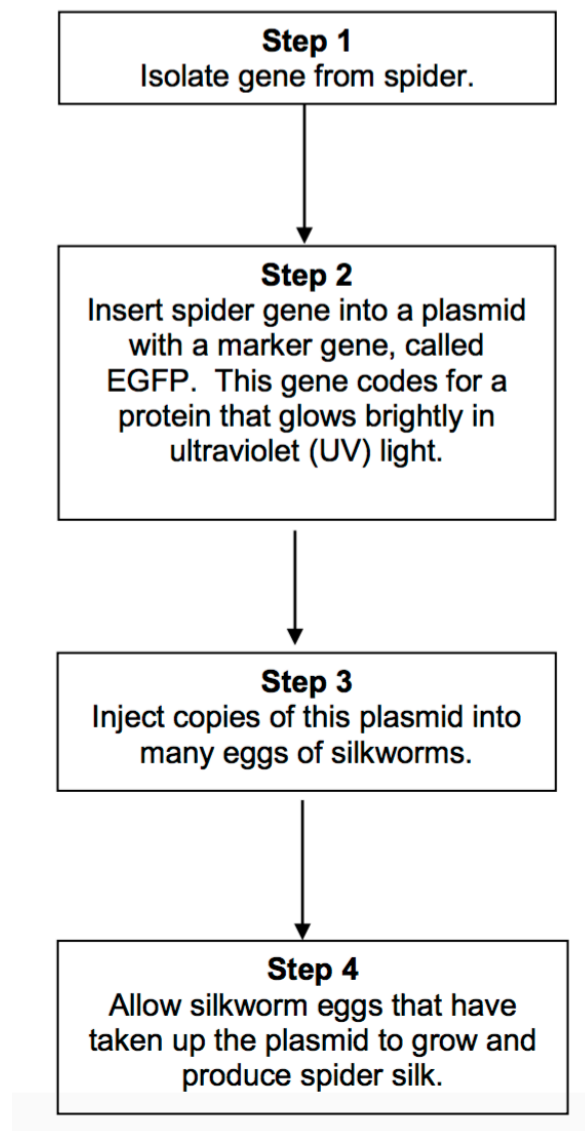 Step 1
Isolate gene from spider.
Step 2
Insert spider gene into a plasmid
with a marker gene, called
EGFP.  This gene codes for a
protein that glows brightly in
ultraviolet (UV) light.
Step 3
Inject copies of this plasmid into
many eggs of silkworms.
Step 4
Allow silkworm eggs that have
taken up the plasmid to grow and
produce spider silk.